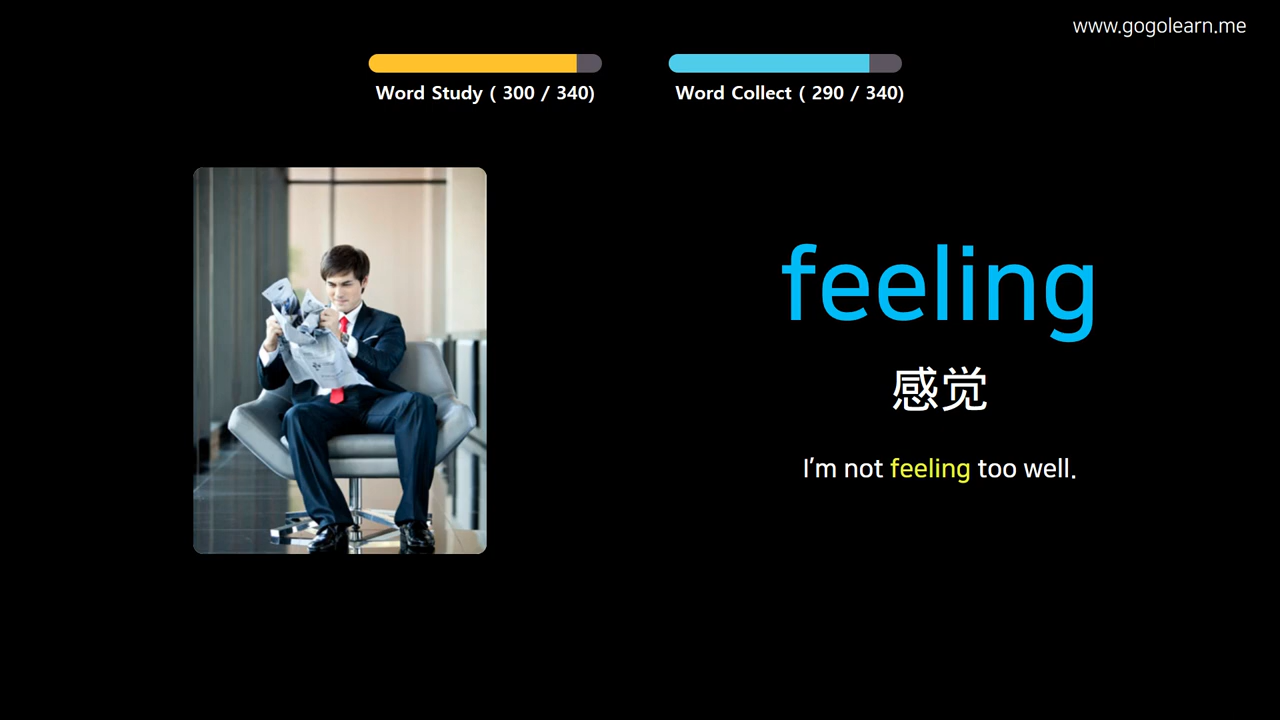 www.gogolearn.me
Word Study ( 300 / 340)
Word Collect ( 290 / 340)
feeling
感觉
I'm not feeling too well.